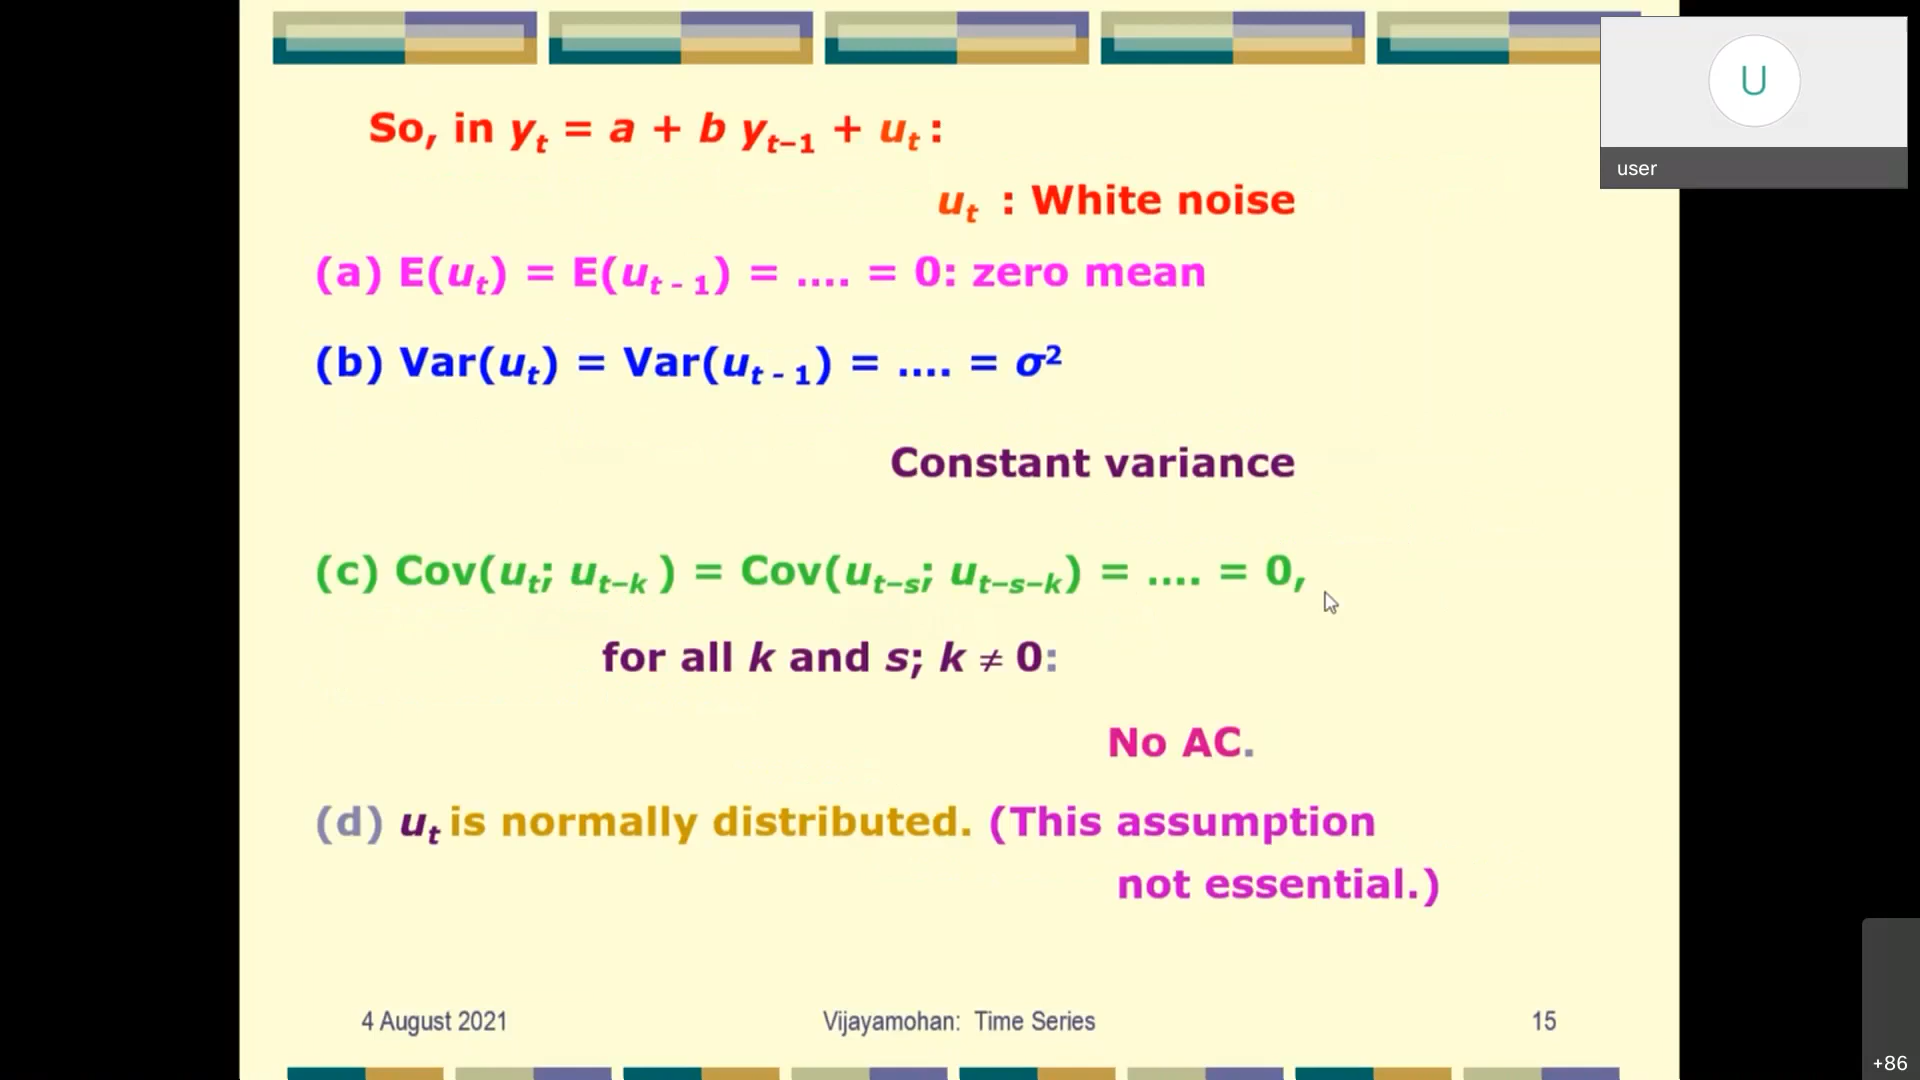 So, in yₜ = a + b yₜ₋₁ + uₜ :
U
user
uₜ : White noise
(a) E(uₜ) = E(uₜ ₋ ₁) = .... = 0: zero mean
(b) Var(uₜ) = Var(uₜ ₋ ₁) = .... = σ²
Constant variance
(c) Cov(uₜ; uₜ₋ₖ ) = Cov(uₜ₋ₛ; uₜ₋ₛ₋ₖ) = .... = 0,
for all k and s; k ≠ 0:
No AC.
(d) uₜ is normally distributed. (This assumption
not essential.)
4 August 2021
Vijayamohan: Time Series
15
+86